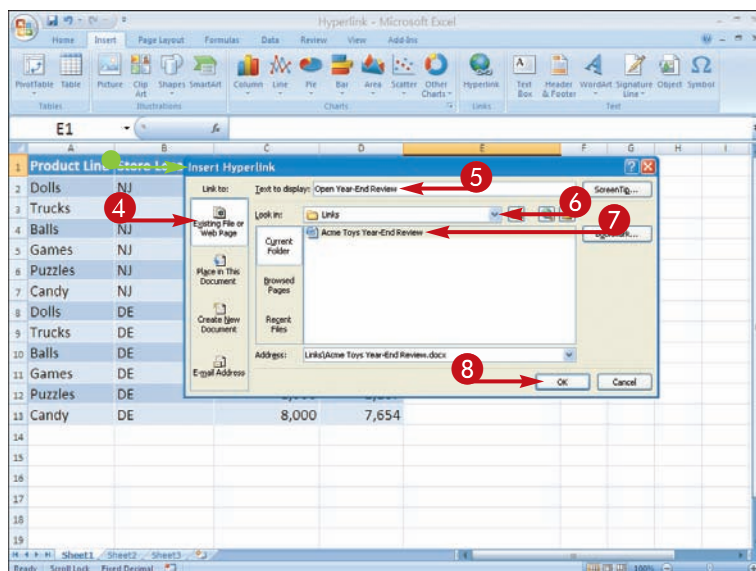 Hyperlink - Microsoft Excel
Home Insert Page Layout Formulas Data Review View Add-Ins
PivotTable Table Picture Clip Art Shapes SmartArt Column Line Pie Bar Area Scatter Other Charts Hyperlink Text Box Header & Footer WordArt Signature Line Object Symbol
Tables Illustrations Charts Links Text
E1 fx
A B C D E F G H I
1 Product Line Store
Insert Hyperlink
Link to: Text to display: Open Year-End Review 5 ScreenTip...
4 Existing File or Web Page
Look in: Links 6
Current Folder Acme Toys Year-End Review 7
Place in This Document
Browsed Pages
Create New Document
Recent Files
E-mail Address
Address: Links\Acme Toys Year-End Review.docx
8 OK Cancel
2 Dolls NJ
3 Trucks
4 Balls NJ
5 Games NJ
6 Puzzles NJ
7 Candy NJ
8 Dolls DE
9 Trucks DE
10 Balls DE
11 Games DE
12 Puzzles DE
13 Candy DE 8,000 7,654
14
15
16
17
18
19
Sheet1 Sheet2 Sheet3
Ready Scroll Lock Fixed Decimal 100%